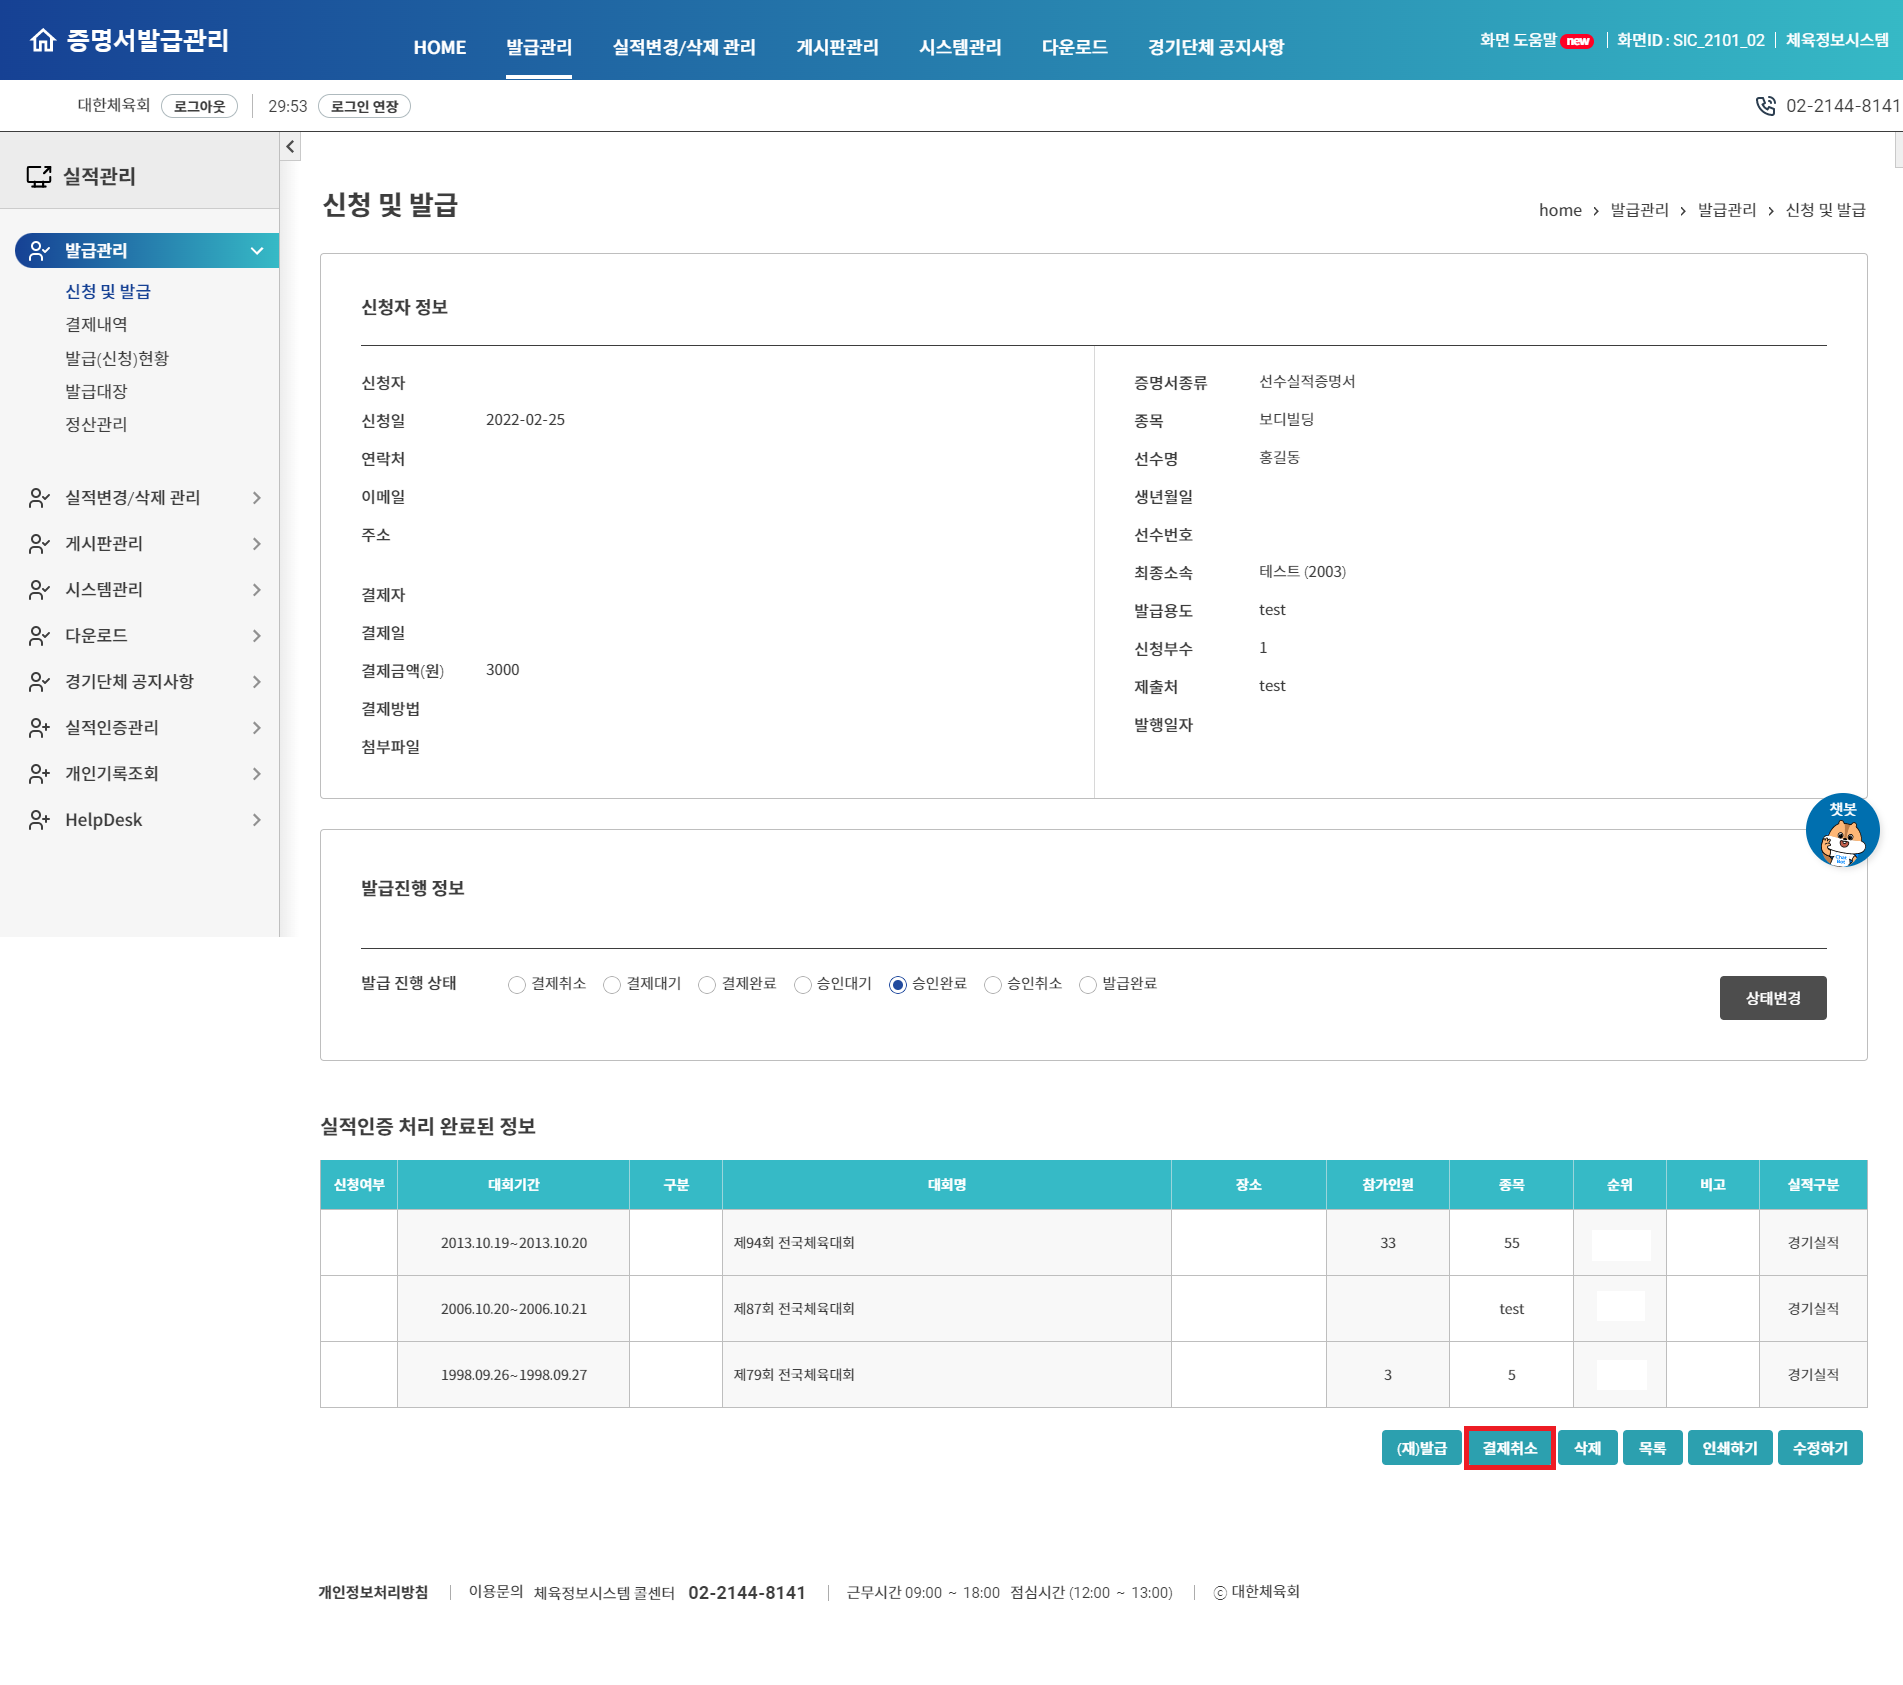 증명서발급관리
HOME 발급관리 실적변경/삭제 관리 게시판관리 시스템관리 다운로드 경기단체 공지사항
화면 도움말 new 화면ID : SIC_2101_02 체육정보시스템
대한체육회 로그아웃 29:53 로그인 연장
02-2144-8141
실적관리
발급관리
신청 및 발급
결제내역
발급(신청)현황
발급대장
정산관리
실적변경/삭제 관리
게시판관리
시스템관리
다운로드
경기단체 공지사항
실적인증관리
개인기록조회
HelpDesk
신청 및 발급
home > 발급관리 > 발급관리 > 신청 및 발급
신청자 정보
신청자
신청일 2022-02-25
연락처
이메일
주소
결제자
결제일
결제금액(원) 3000
결제방법
첨부파일
증명서종류 선수실적증명서
종목 보디빌딩
선수명 홍길동
생년월일
선수번호
최종소속 테스트 (2003)
발급용도 test
신청부수 1
제출처 test
발행일자
챗봇
Chat
Bot
발급진행 정보
발급 진행 상태 결제취소 결제대기 결제완료 승인대기 승인완료 승인취소 발급완료
상태변경
실적인증 처리 완료된 정보
신청여부 대회기간 구분 대회명 장소 참가인원 종목 순위 비고 실적구분
2013.10.19~2013.10.20 제94회 전국체육대회 33 55 경기실적
2006.10.20~2006.10.21 제87회 전국체육대회 test 경기실적
1998.09.26~1998.09.27 제79회 전국체육대회 3 5 경기실적
(재)발급 결제취소 삭제 목록 인쇄하기 수정하기
개인정보처리방침 이용문의 체육정보시스템 콜센터 02-2144-8141 근무시간 09:00 ~ 18:00 점심시간 (12:00 ~ 13:00) ⓒ 대한체육회